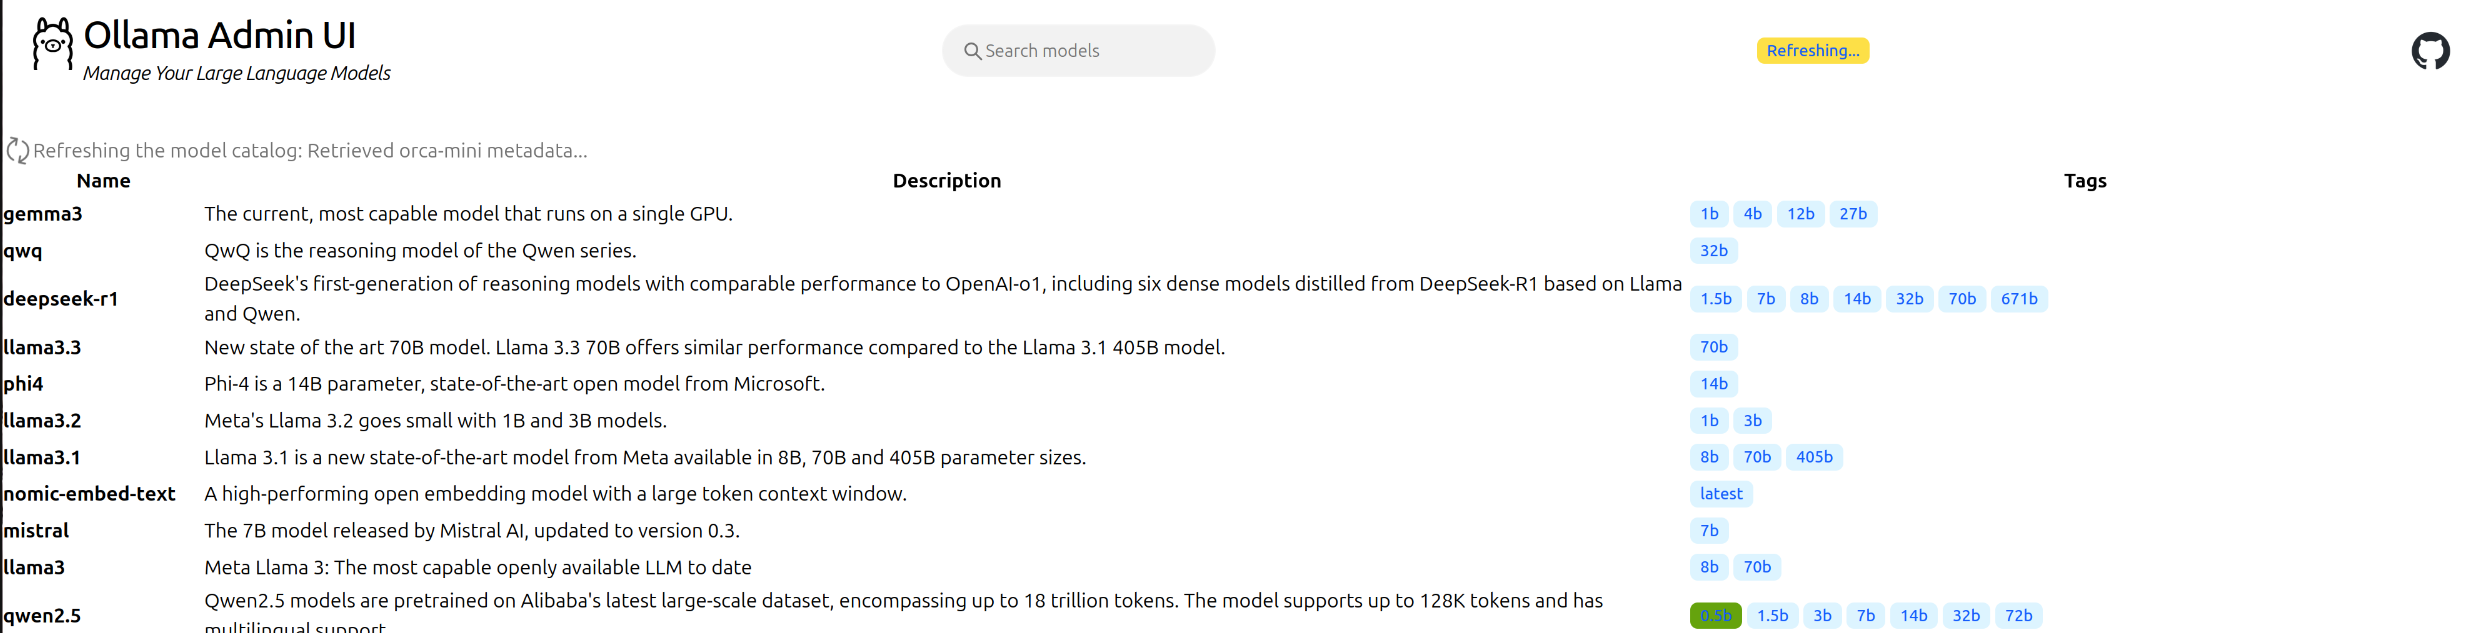 Ollama Admin UI
Manage Your Large Language Models
Search models
Refreshing...
Refreshing the model catalog: Retrieved orca-mini metadata...
Name Description Tags
gemma3 The current, most capable model that runs on a single GPU. 1b 4b 12b 27b
qwq QwQ is the reasoning model of the Qwen series. 32b
deepseek-r1 DeepSeek's first-generation of reasoning models with comparable performance to OpenAI-o1, including six dense models distilled from DeepSeek-R1 based on Llama
and Qwen. 1.5b 7b 8b 14b 32b 70b 671b
llama3.3 New state of the art 70B model. Llama 3.3 70B offers similar performance compared to the Llama 3.1 405B model. 70b
phi4 Phi-4 is a 14B parameter, state-of-the-art open model from Microsoft. 14b
llama3.2 Meta's Llama 3.2 goes small with 1B and 3B models. 1b 3b
llama3.1 Llama 3.1 is a new state-of-the-art model from Meta available in 8B, 70B and 405B parameter sizes. 8b 70b 405b
nomic-embed-text A high-performing open embedding model with a large token context window. latest
mistral The 7B model released by Mistral AI, updated to version 0.3. 7b
llama3 Meta Llama 3: The most capable openly available LLM to date 8b 70b
qwen2.5 Qwen2.5 models are pretrained on Alibaba's latest large-scale dataset, encompassing up to 18 trillion tokens. The model supports up to 128K tokens and has
multilingual support. 0.5b 1.5b 3b 7b 14b 32b 72b